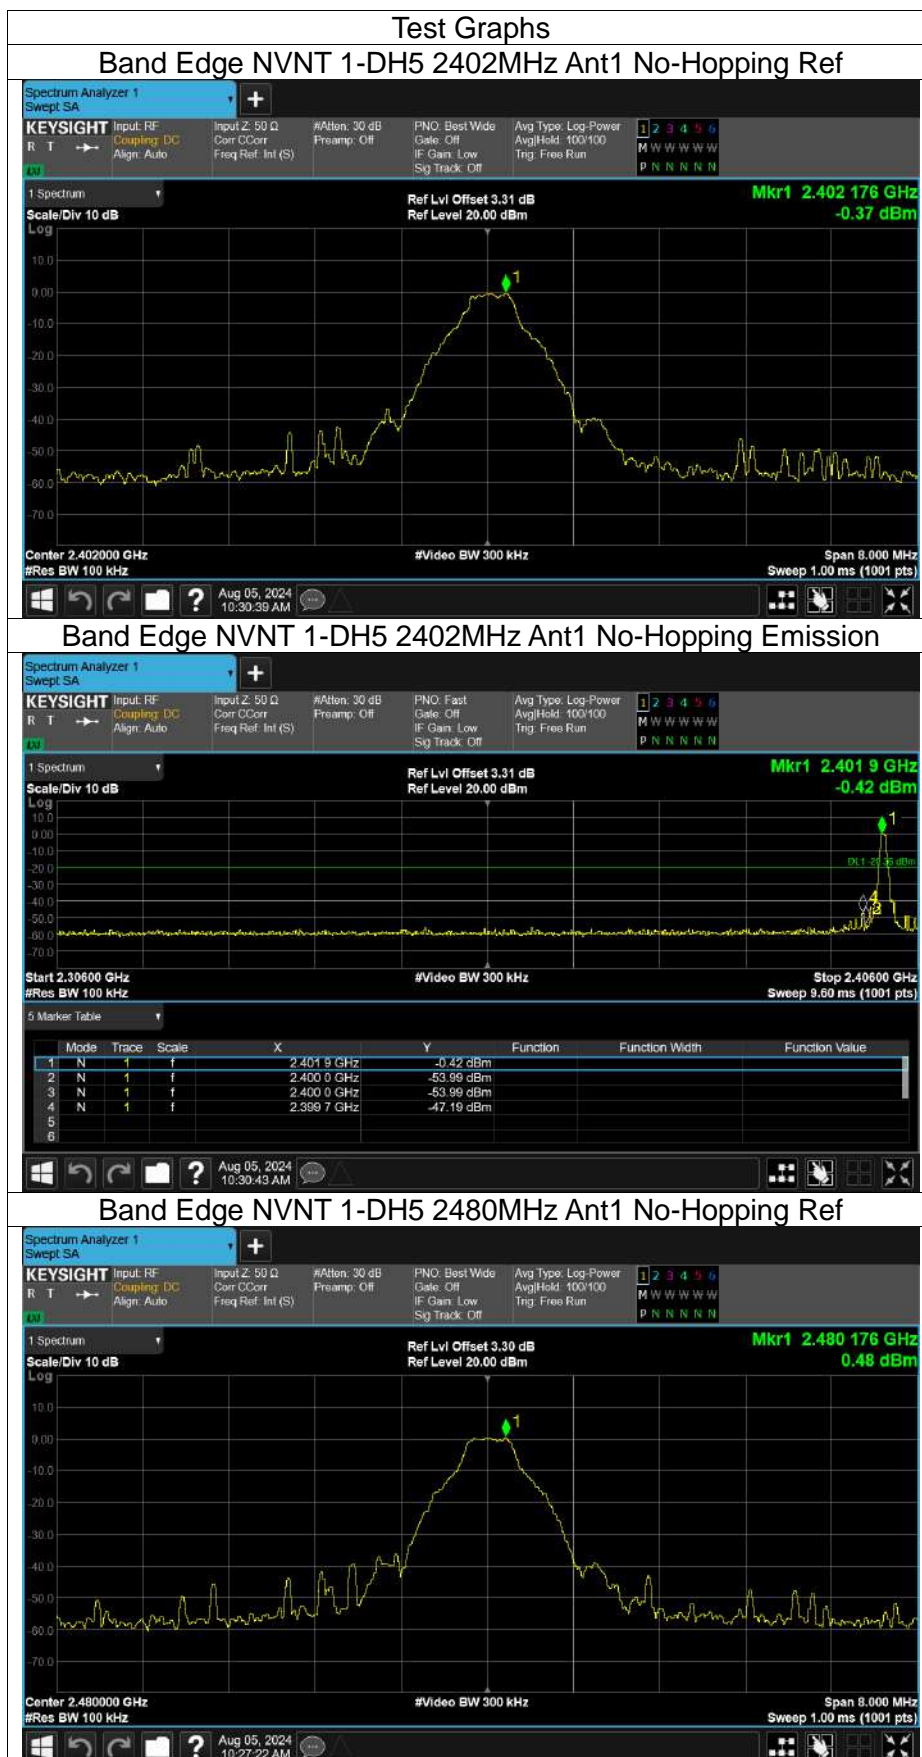 Test Graphs
Band Edge NVNT 1-DH5 2402MHz Ant1 No-Hopping Ref
Spectrum Analyzer 1
Swept SA
+
KEYSIGHT Input: RF Input Z: 50 Ω #Atten: 30 dB PNO: Best Wide Avg Type: Log-Power 1 2 3 4 5 6
R T Coupling: DC Corr CCorr Preamp: Off Gate: Off Avg|Hold: 100/100 M W W W W W
Align: Auto Freq Ref: Int (S) IF Gain: Low Trig: Free Run
Sig Track: Off P N N N N N
1 Spectrum
Ref Lvl Offset 3.31 dB Mkr1 2.402 176 GHz
Scale/Div 10 dB Ref Level 20.00 dBm -0.37 dBm
Log
10.0
1
0.00
-10.0
-20.0
-30.0
-40.0
-50.0
-60.0
-70.0
Center 2.402000 GHz #Video BW 300 kHz Span 8.000 MHz
#Res BW 100 kHz Sweep 1.00 ms (1001 pts)
? Aug 05, 2024
10:30:39 AM
Band Edge NVNT 1-DH5 2402MHz Ant1 No-Hopping Emission
Spectrum Analyzer 1
Swept SA
+
KEYSIGHT Input: RF Input Z: 50 Ω #Atten: 30 dB PNO: Fast Avg Type: Log-Power 1 2 3 4 5 6
R T Coupling: DC Corr CCorr Preamp: Off Gate: Off Avg|Hold: 100/100 M W W W W W
Align: Auto Freq Ref: Int (S) IF Gain: Low Trig: Free Run
Sig Track: Off P N N N N N
1 Spectrum
Ref Lvl Offset 3.31 dB Mkr1 2.401 9 GHz
Scale/Div 10 dB Ref Level 20.00 dBm -0.42 dBm
Log
10.0
1
0.00
-10.0
DL1 -20.36 dBm
-20.0
-30.0
-40.0
4
2
-50.0
-60.0
-70.0
Start 2.30600 GHz #Video BW 300 kHz Stop 2.40600 GHz
#Res BW 100 kHz Sweep 9.60 ms (1001 pts)
5 Marker Table
Mode Trace Scale X Y Function Function Width Function Value
1 N 1 f 2.401 9 GHz -0.42 dBm
2 N 1 f 2.400 0 GHz -53.99 dBm
3 N 1 f 2.400 0 GHz -53.99 dBm
4 N 1 f 2.399 7 GHz -47.19 dBm
5
6
? Aug 05, 2024
10:30:43 AM
Band Edge NVNT 1-DH5 2480MHz Ant1 No-Hopping Ref
Spectrum Analyzer 1
Swept SA
+
KEYSIGHT Input: RF Input Z: 50 Ω #Atten: 30 dB PNO: Best Wide Avg Type: Log-Power 1 2 3 4 5 6
R T Coupling: DC Corr CCorr Preamp: Off Gate: Off Avg|Hold: 100/100 M W W W W W
Align: Auto Freq Ref: Int (S) IF Gain: Low Trig: Free Run
Sig Track: Off P N N N N N
1 Spectrum
Ref Lvl Offset 3.30 dB Mkr1 2.480 176 GHz
Scale/Div 10 dB Ref Level 20.00 dBm 0.48 dBm
Log
10.0
1
0.00
-10.0
-20.0
-30.0
-40.0
-50.0
-60.0
-70.0
Center 2.480000 GHz #Video BW 300 kHz Span 8.000 MHz
#Res BW 100 kHz Sweep 1.00 ms (1001 pts)
? Aug 05, 2024
10:27:22 AM